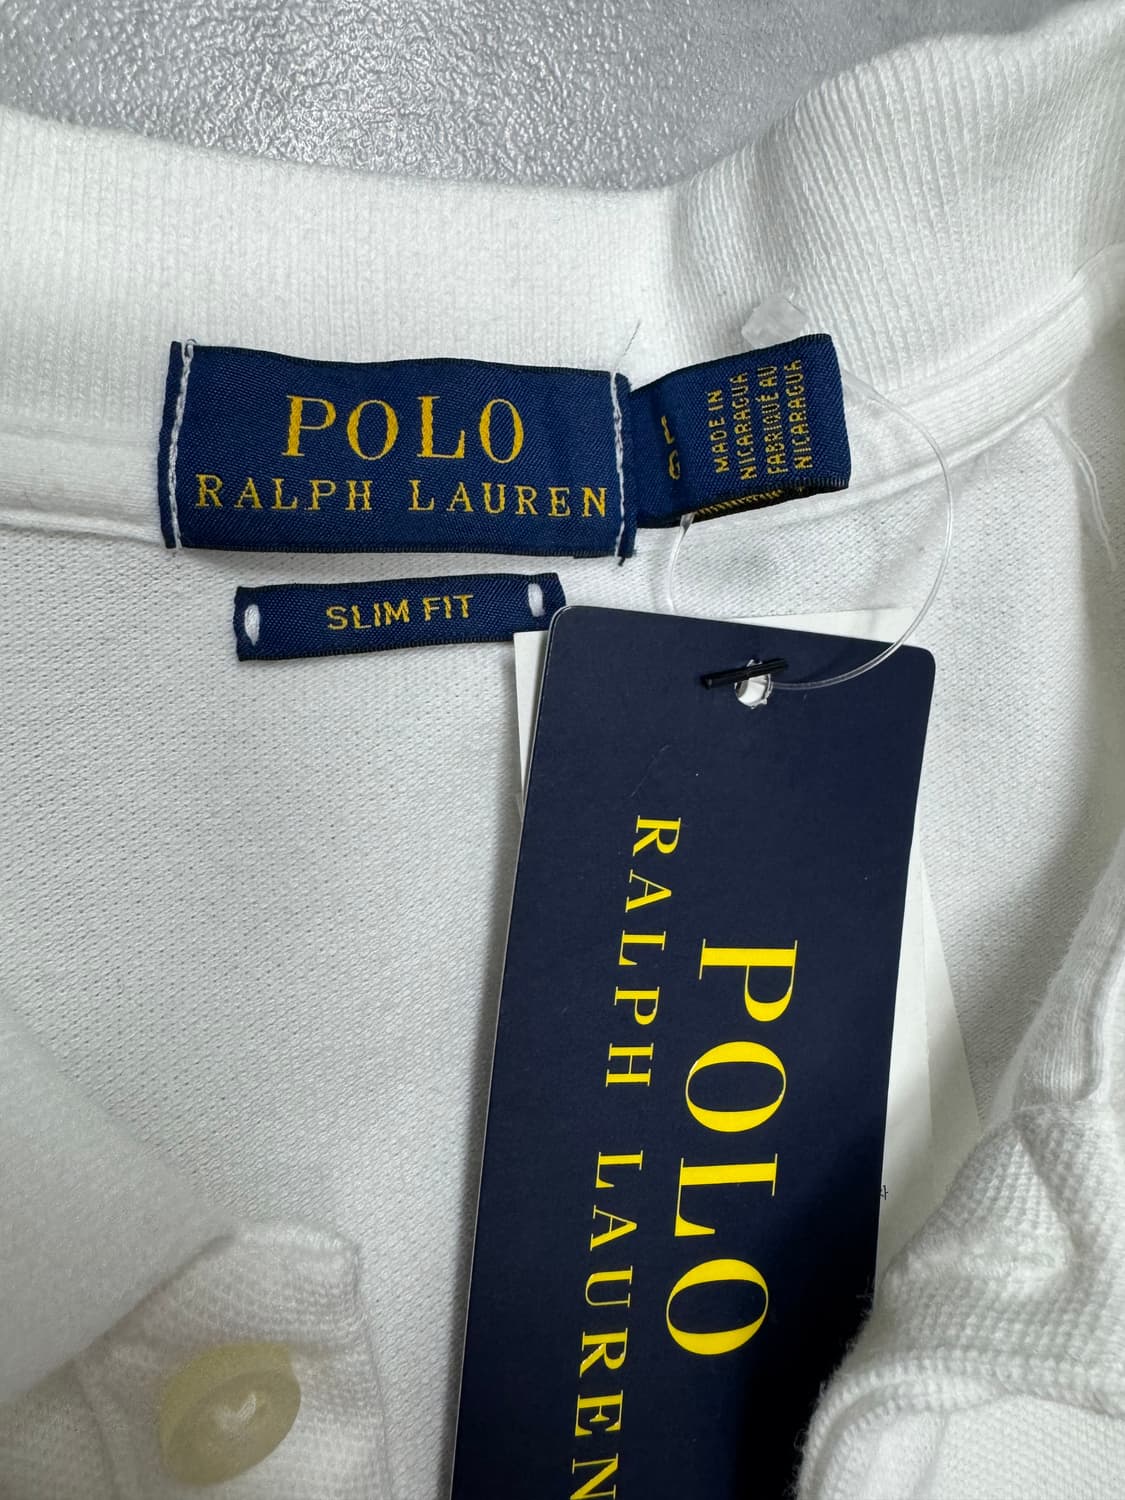 POLO
RALPH LAUREN
MADE IN
NICARAGUA
FABRIQUÉ AU
NICARAGUA
SLIM FIT
POLO
RALPH LAUREN